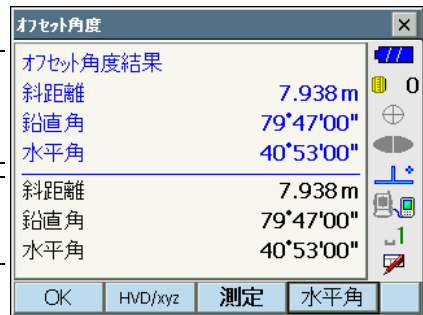 ｵﾌｾｯﾄ角度 ×
ｵﾌｾｯﾄ角度結果
斜距離 7.938m
鉛直角 79°47'00"
水平角 40°53'00"
斜距離 7.938m
鉛直角 79°47'00"
水平角 40°53'00"
0
1
OK HVD/xyz 測定 水平角